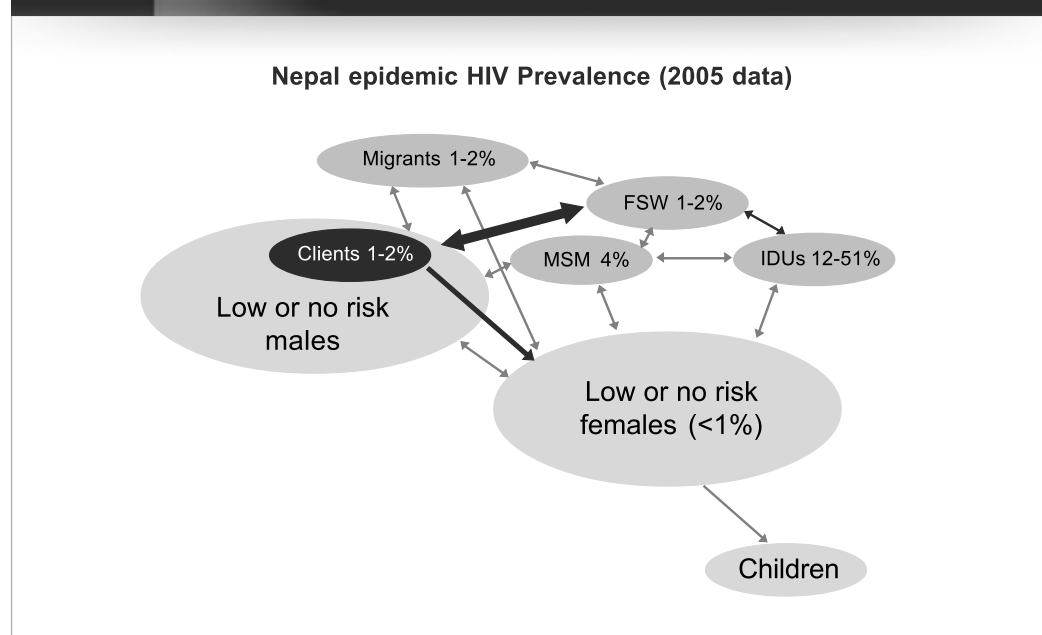 Nepal epidemic HIV Prevalence (2005 data)
Migrants 1-2%
FSW 1-2%
Clients 1-2%
MSM 4%
IDUs 12-51%
Low or no risk
males
Low or no risk
females (<1%)
Children